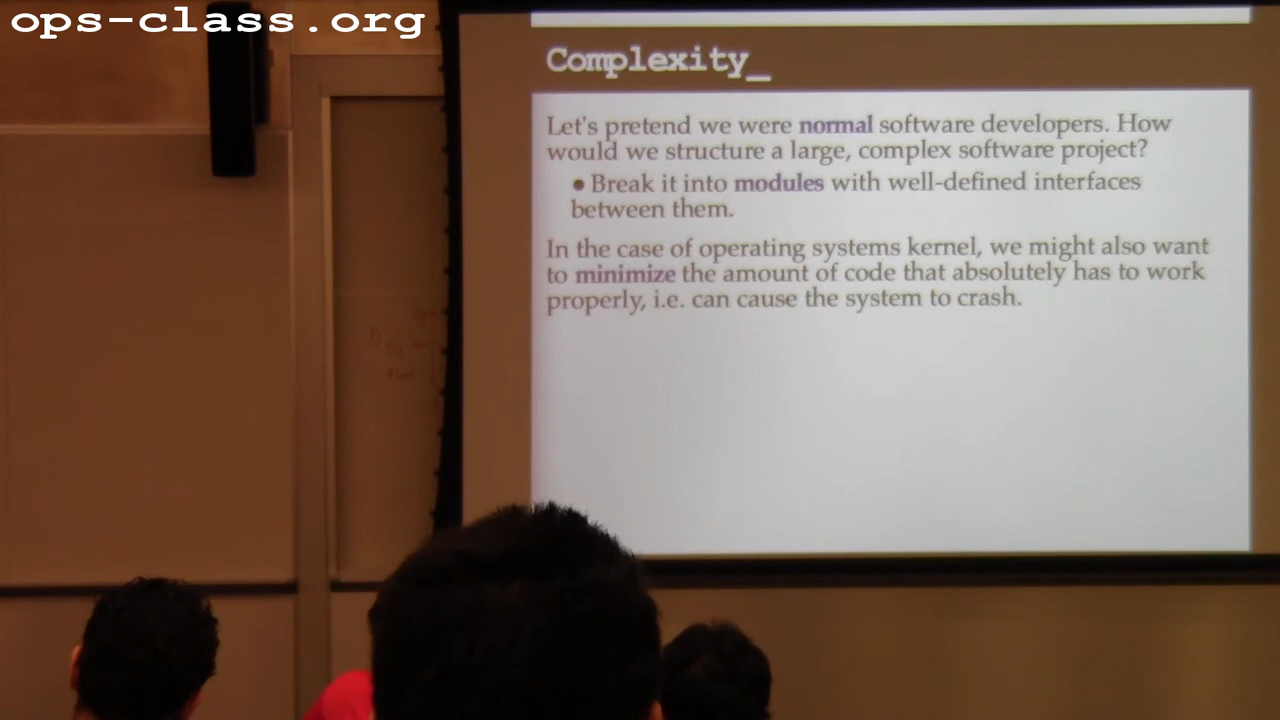 ops-class.org
Complexity_
Let's pretend we were normal software developers. How
would we structure a large, complex software project?
• Break it into modules with well-defined interfaces
between them.
In the case of operating systems kernel, we might also want
to minimize the amount of code that absolutely has to work
properly, i.e. can cause the system to crash.